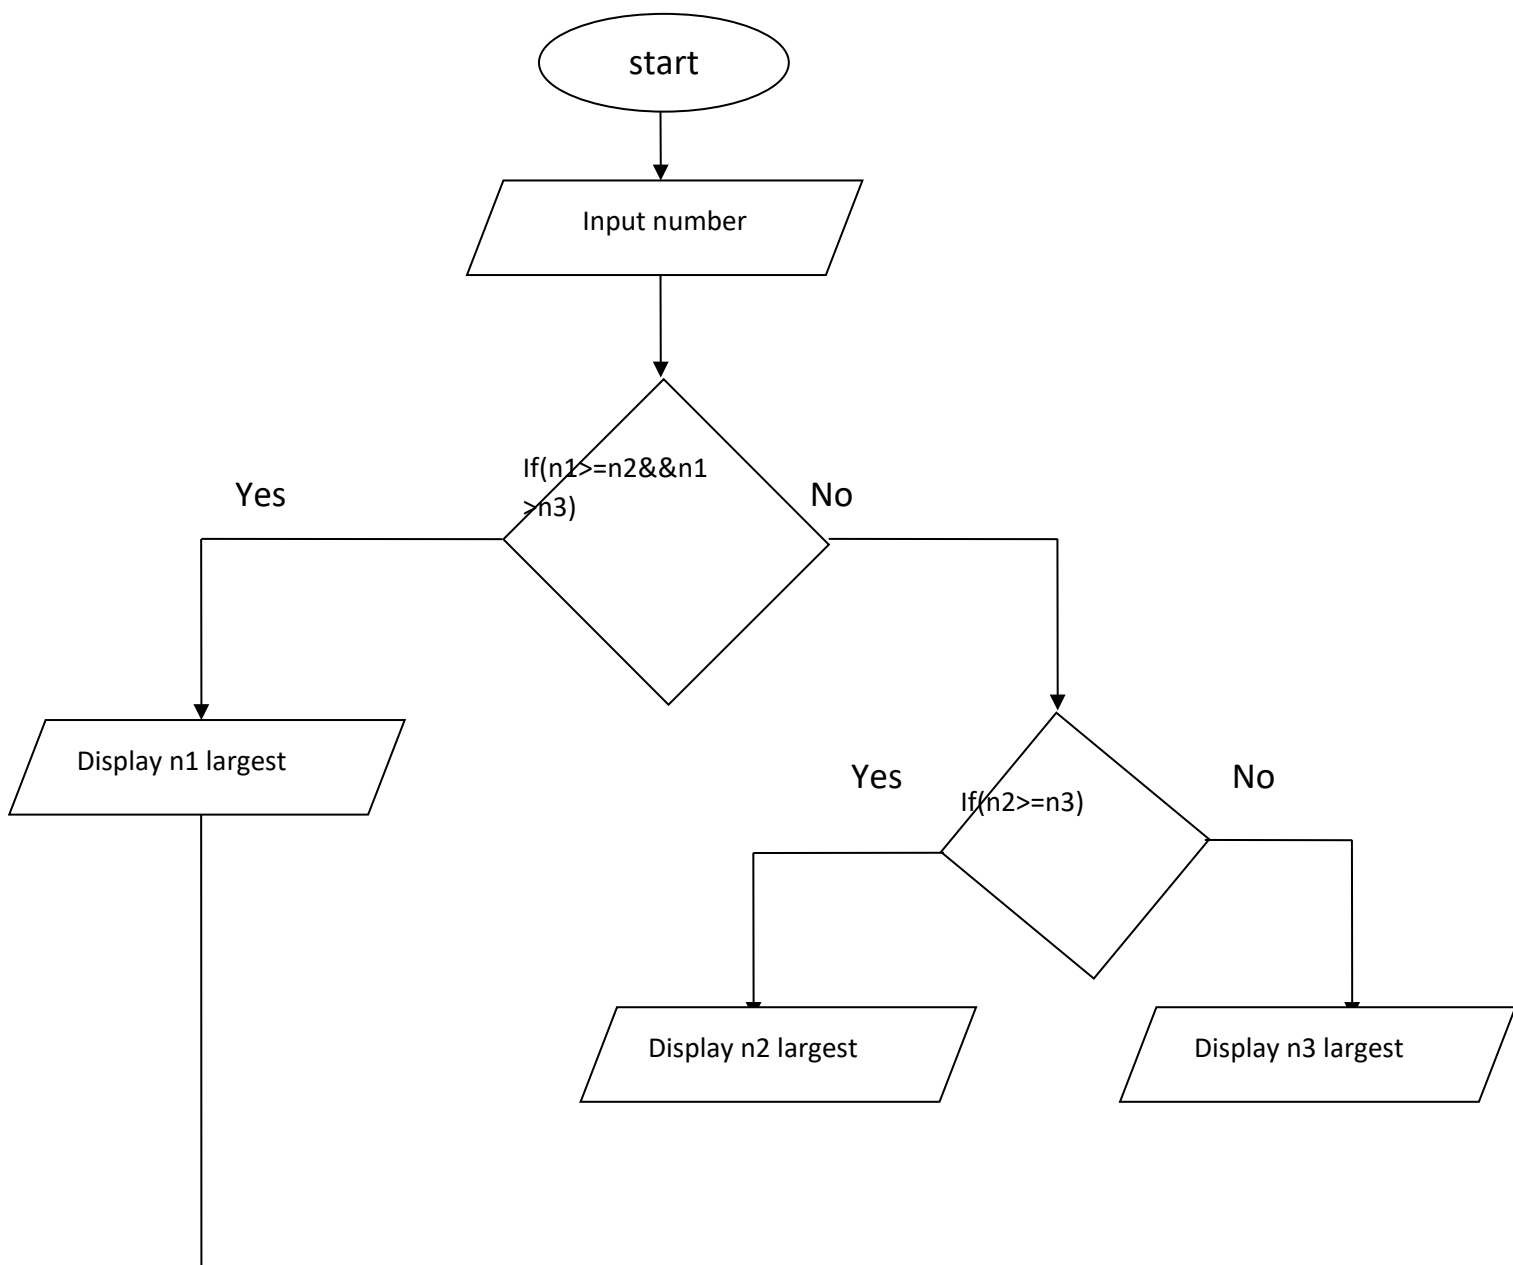 start
Input number
If(n1>=n2&&n1
>n3)
Yes
No
Display n1 largest
Yes
No
If(n2>=n3)
Display n2 largest
Display n3 largest